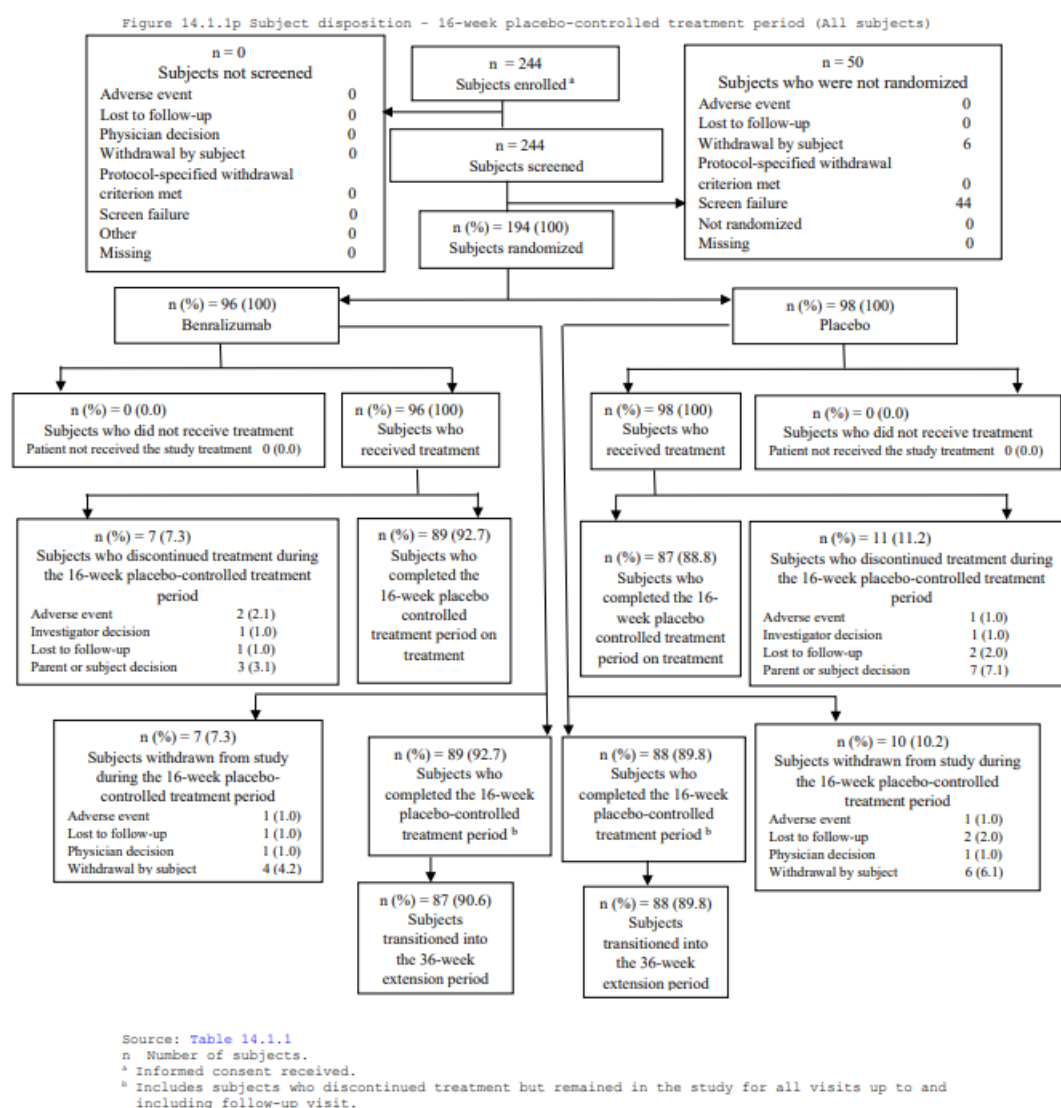 Figure 14.1.1p Subject disposition - 16-week placebo-controlled treatment period (All subjects)
n = 0
Subjects not screened
Adverse event 0
Lost to follow-up 0
Physician decision 0
Withdrawal by subject 0
Protocol-specified withdrawal
criterion met 0
Screen failure 0
Other 0
Missing 0
n = 244
Subjects enrolled a
n = 50
Subjects who were not randomized
Adverse event 0
Lost to follow-up 0
Withdrawal by subject 6
Protocol-specified withdrawal
criterion met 0
Screen failure 44
Not randomized 0
Missing 0
n = 244
Subjects screened
n (%) = 194 (100)
Subjects randomized
n (%) = 96 (100)
Benralizumab
n (%) = 98 (100)
Placebo
n (%) = 0 (0.0)
Subjects who did not receive treatment
Patient not received the study treatment 0 (0.0)
n (%) = 96 (100)
Subjects who
received treatment
n (%) = 98 (100)
Subjects who
received treatment
n (%) = 0 (0.0)
Subjects who did not receive treatment
Patient not received the study treatment 0 (0.0)
n (%) = 7 (7.3)
Subjects who discontinued treatment during
the 16-week placebo-controlled treatment
period
Adverse event 2 (2.1)
Investigator decision 1 (1.0)
Lost to follow-up 1 (1.0)
Parent or subject decision 3 (3.1)
n (%) = 89 (92.7)
Subjects who
completed the
16-week placebo
controlled
treatment period on
treatment
n (%) = 87 (88.8)
Subjects who
completed the 16-
week placebo
controlled treatment
period on treatment
n (%) = 11 (11.2)
Subjects who discontinued treatment during
the 16-week placebo-controlled treatment
period
Adverse event 1 (1.0)
Investigator decision 1 (1.0)
Lost to follow-up 2 (2.0)
Parent or subject decision 7 (7.1)
n (%) = 7 (7.3)
Subjects withdrawn from study
during the 16-week placebo-
controlled treatment period
Adverse event 1 (1.0)
Lost to follow-up 1 (1.0)
Physician decision 1 (1.0)
Withdrawal by subject 4 (4.2)
n (%) = 89 (92.7)
Subjects who
completed the 16-week
placebo-controlled
treatment period b
n (%) = 88 (89.8)
Subjects who
completed the 16-week
placebo-controlled
treatment period b
n (%) = 10 (10.2)
Subjects withdrawn from study during
the 16-week placebo-controlled
treatment period
Adverse event 1 (1.0)
Lost to follow-up 2 (2.0)
Physician decision 1 (1.0)
Withdrawal by subject 6 (6.1)
n (%) = 87 (90.6)
Subjects
transitioned into
the 36-week
extension period
n (%) = 88 (89.8)
Subjects
transitioned into
the 36-week
extension period
Source: Table 14.1.1
n Number of subjects.
a Informed consent received.
b Includes subjects who discontinued treatment but remained in the study for all visits up to and
including follow-up visit.